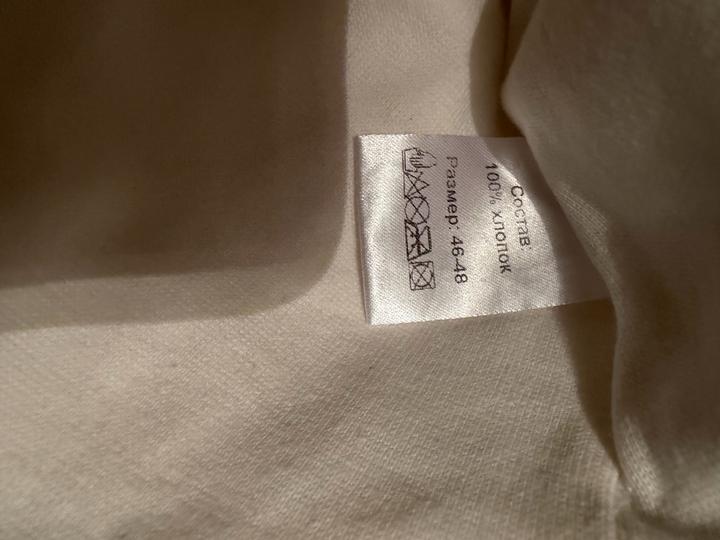 Состав:
100% хлопок
Размер: 46-48